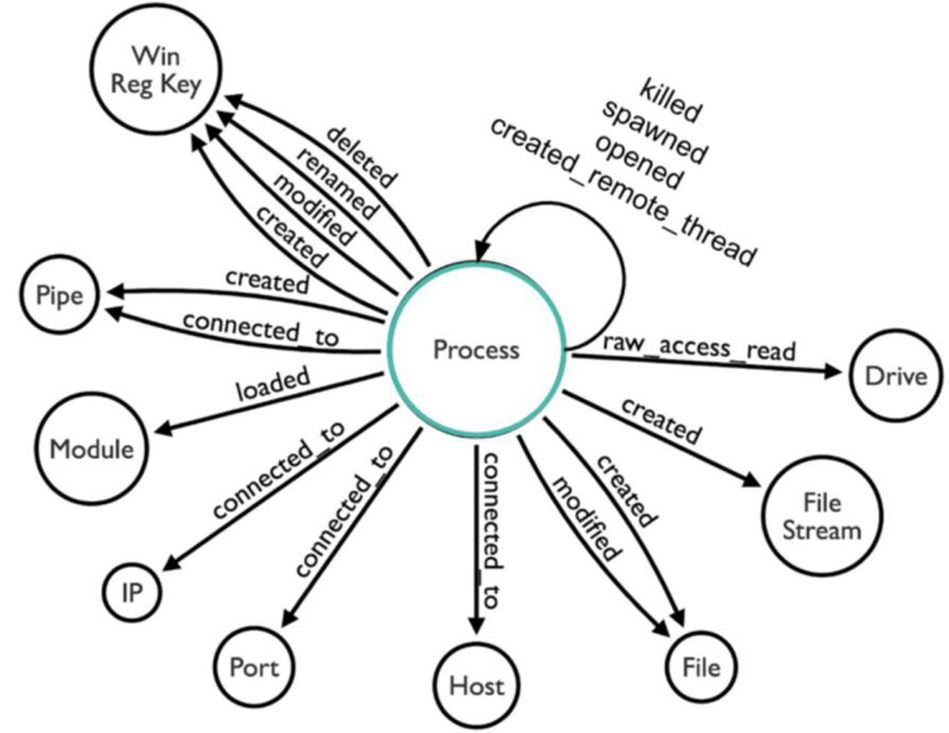 Win
Reg Key
killed
spawned
opened
created_remote_thread
deleted
renamed
modified
created
Pipe
created
connected_to
Process
raw_access_read
Drive
loaded
Module
created
File
Stream
connected_to
connected_to
connected_to
modified
created
IP
Port
Host
File